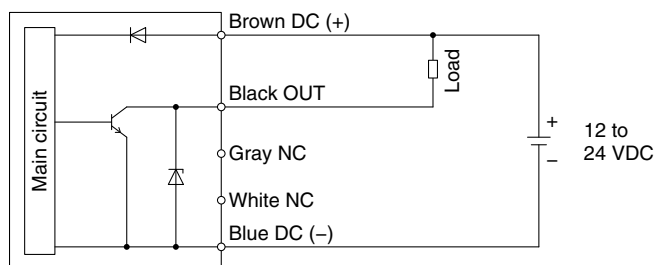 Brown DC (+)
Main circuit
Load
Black OUT
+
12 to
24 VDC
−
Gray NC
White NC
Blue DC (−)